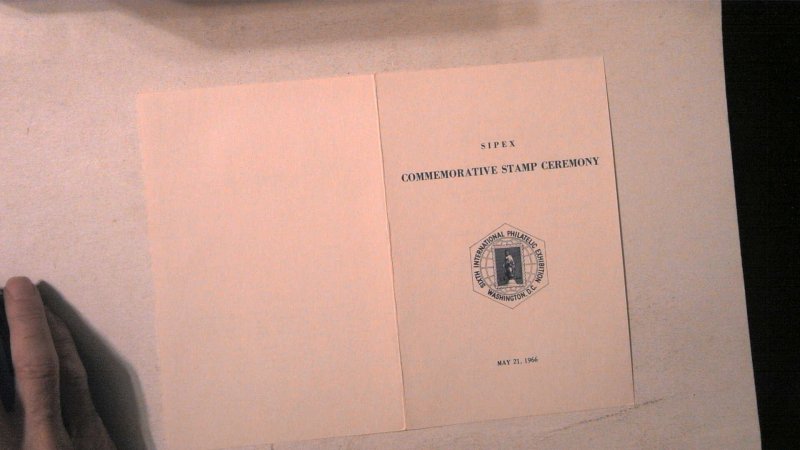 SIPEX
COMMEMORATIVE STAMP CEREMONY
SIXTH INTERNATIONAL PHILATELIC EXHIBITION
WASHINGTON D.C.
MAY 21, 1966